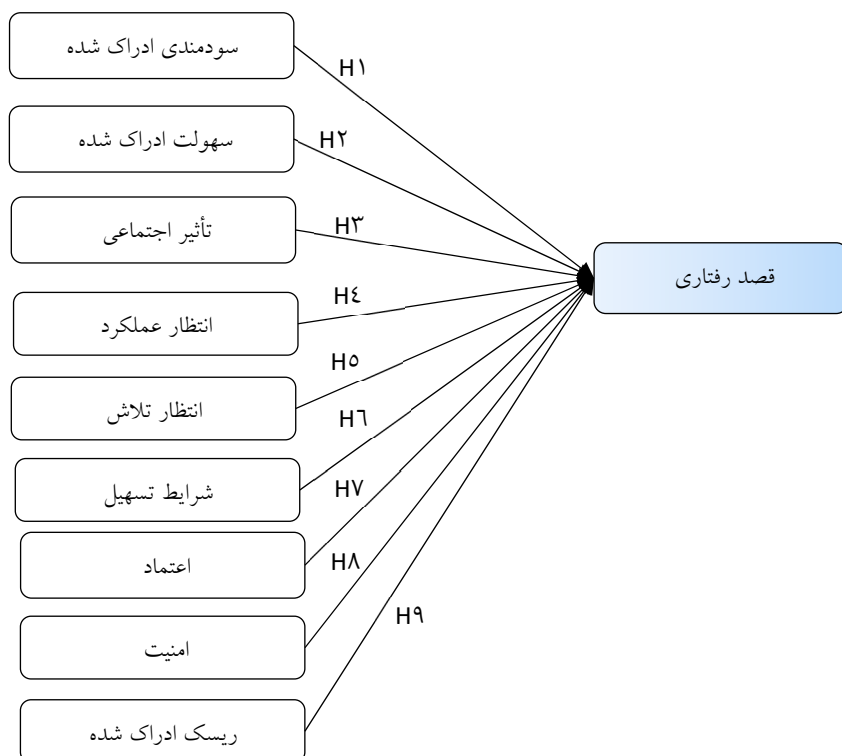 سودمندی ادراک شده
H۱
سهولت ادراک شده
H۲
تأثیر اجتماعی
H۳
قصد رفتاری
انتظار عملکرد
H٤
انتظار تلاش
H٥
شرایط تسهیل
H٦
اعتماد
H۷
امنیت
H۸
ریسک ادراک شده
H۹